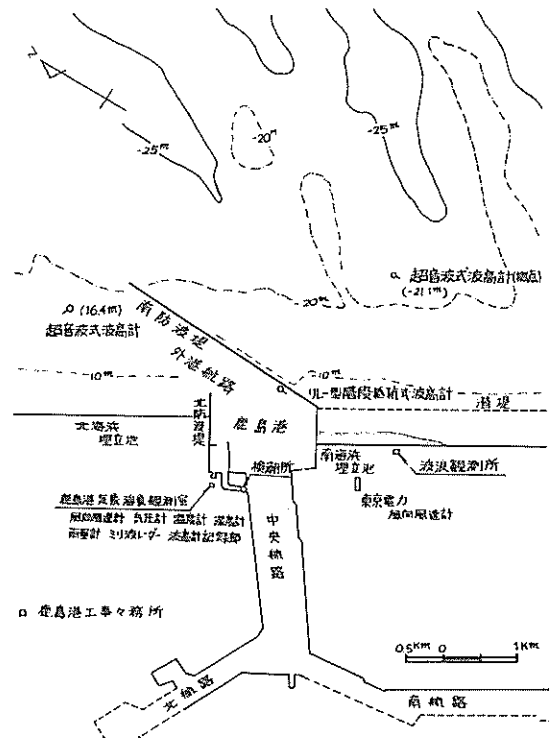 N
-25m
-20m
-25m
超音波式波高計(沖点)
(-21.1m)
20m
(16.4m)
超音波式波高計
南防波堤
外港航路
10m
-10m
リレー型階段抵抗式波高計
導堤
北防波堤
鹿島港
北海浜
埋立地
検潮所
南海浜
埋立地
波浪観測所
鹿島港気象海象観測室
風向風速計 気圧計 温度計 湿度計
雨量計 ミリ波レーダー 波高計記録部
東京電力
風向風速計
中央航路
鹿島港工事々務所
0.5Km 0 1Km
北航路
南航路